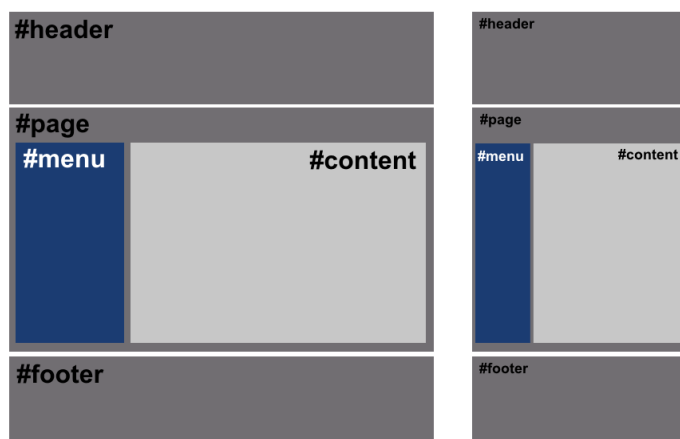 #header
#page
#menu
#content
#footer
#header
#page
#menu
#content
#footer